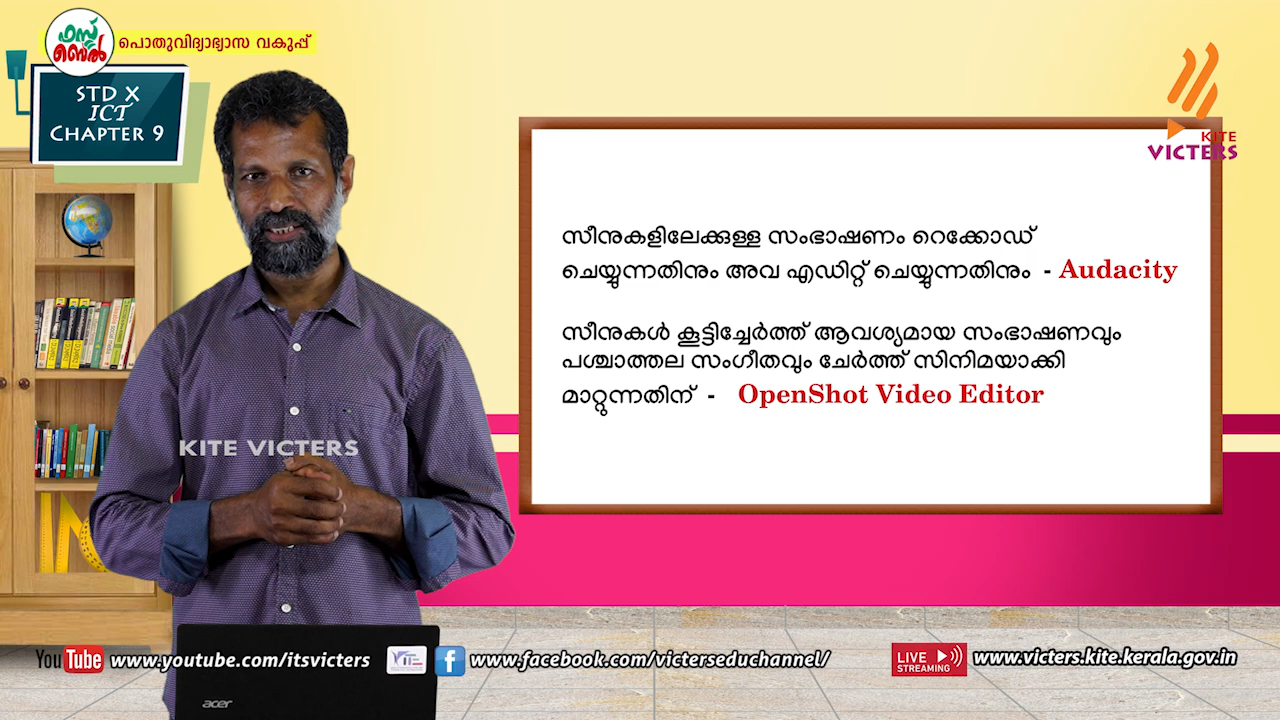 ഫസ്റ്റ്
ബെൽ
പൊതുവിദ്യാഭ്യാസ വകുപ്പ്
STD X
ICT
CHAPTER 9
KITE
VICTERS
സീനുകളിലേക്കുള്ള സംഭാഷണം റെക്കോഡ്
ചെയ്യുന്നതിനും അവ എഡിറ്റ് ചെയ്യുന്നതിനും - Audacity
സീനുകൾ കൂട്ടിച്ചേർത്ത് ആവശ്യമായ സംഭാഷണവും
പശ്ചാത്തല സംഗീതവും ചേർത്ത് സിനിമയാക്കി
മാറ്റുന്നതിന് - OpenShot Video Editor
KITE VICTERS
YouTube www.youtube.com/itsvicters
f www.facebook.com/victerseduchannel/
LIVE
STREAMING
www.victers.kite.kerala.gov.in
acer